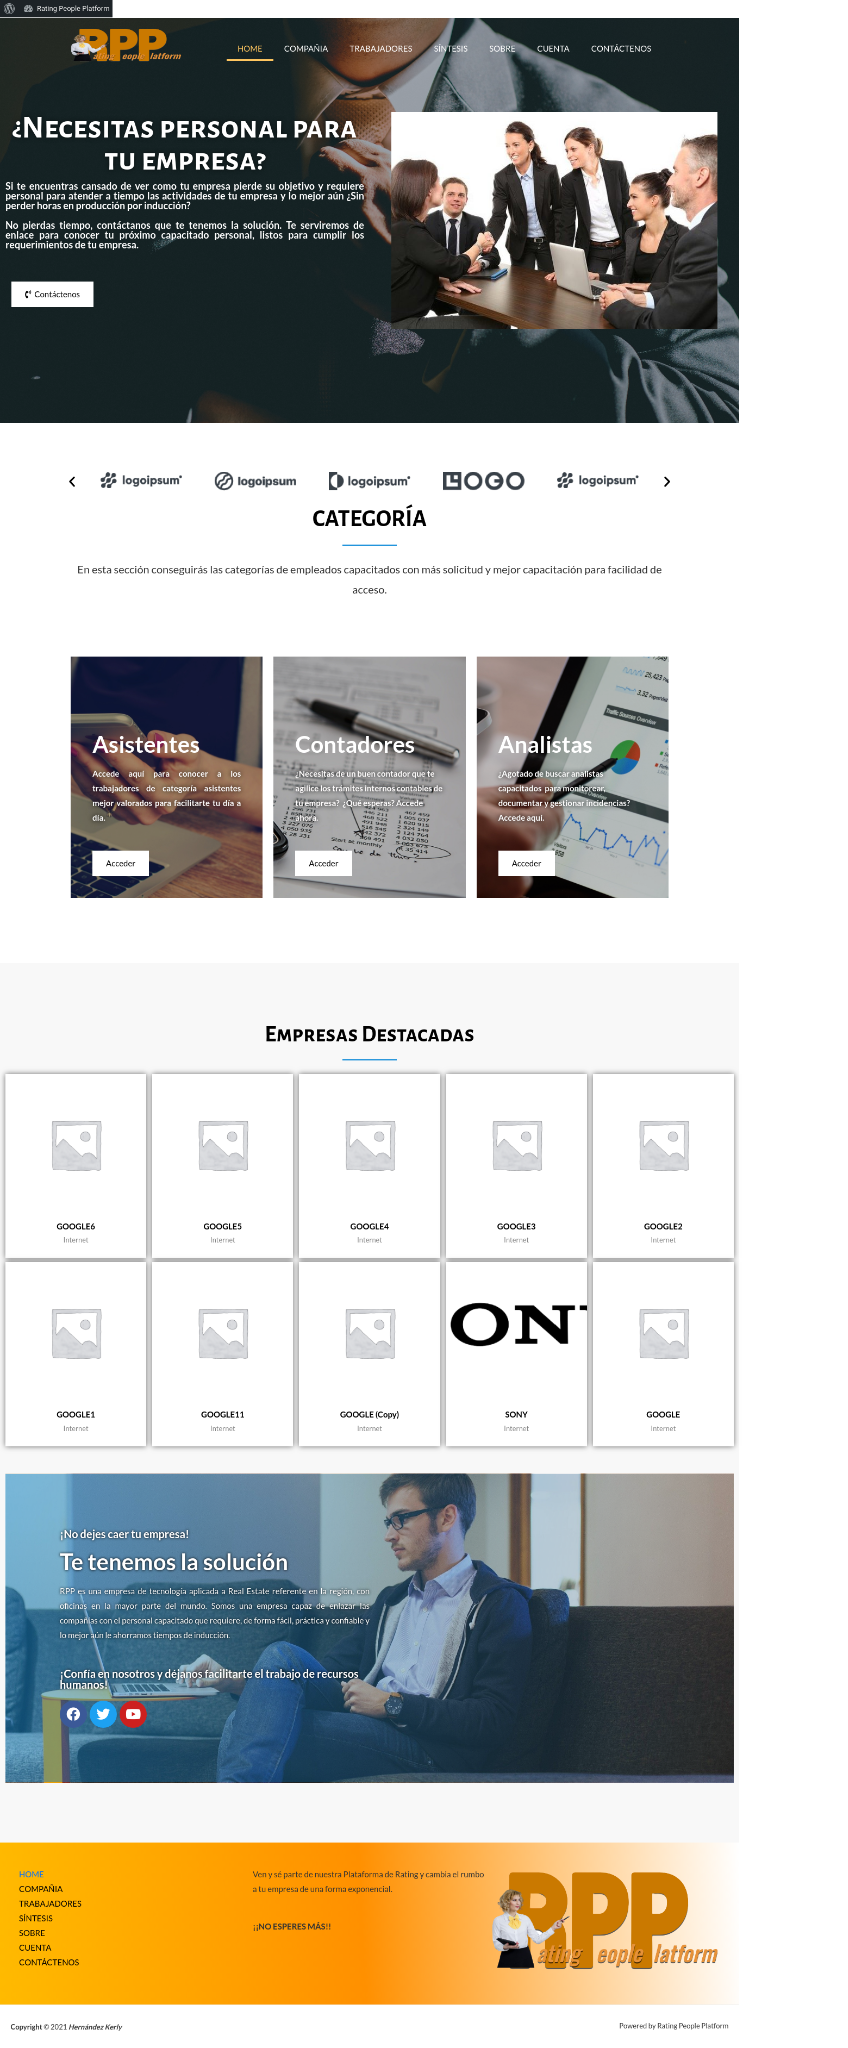 Rating People Platform
RPP
ating eople latform
HOME COMPAÑIA TRABAJADORES SÍNTESIS SOBRE CUENTA CONTÁCTENOS
¿Necesitas personal para
tu empresa?
Si te encuentras cansado de ver como tu empresa pierde su objetivo y requiere
personal para atender a tiempo las actividades de tu empresa y lo mejor aún ¿Sin
perder horas en producción por inducción?
No pierdas tiempo, contáctanos que te tenemos la solución. Te serviremos de
enlace para conocer tu próximo capacitado personal, listos para cumplir los
requerimientos de tu empresa.
Contáctenos
logoipsum logoipsum logoipsum LOGO logoipsum
CATEGORÍA
En esta sección conseguirás las categorías de empleados capacitados con más solicitud y mejor capacitación para facilidad de
acceso.
Asistentes
Accede aquí para conocer a los
trabajadores de categoría asistentes
mejor valorados para facilitarte tu día a
día.
Acceder
Contadores
¿Necesitas de un buen contador que te
agilice los trámites internos contables de
tu empresa? ¿Qué esperas? Accede
ahora.
Acceder
Analistas
¿Agotado de buscar analistas
capacitados para monitorear,
documentar y gestionar incidencias?
Accede aquí.
Acceder
Traffic Sources Overview
Empresas Destacadas
GOOGLE6 GOOGLE5 GOOGLE4 GOOGLE3 GOOGLE2
Internet Internet Internet Internet Internet
ON
GOOGLE1 GOOGLE11 GOOGLE (Copy) SONY GOOGLE
Internet Internet Internet Internet Internet
¡No dejes caer tu empresa!
Te tenemos la solución
RPP es una empresa de tecnología aplicada a Real Estate referente en la región, con
oficinas en la mayor parte del mundo. Somos una empresa capaz de enlazar las
compañías con el personal capacitado que requiere, de forma fácil, práctica y confiable y
lo mejor aún le ahorramos tiempos de inducción.
¡Confía en nosotros y déjanos facilitarte el trabajo de recursos
humanos!
HOME
COMPAÑIA
TRABAJADORES
SÍNTESIS
SOBRE
CUENTA
CONTÁCTENOS
Ven y sé parte de nuestra Plataforma de Rating y cambia el rumbo
a tu empresa de una forma exponencial.
¡¡NO ESPERES MÁS!!
RPP
ating eople latform
Copyright © 2021 Hernández Kerly
Powered by Rating People Platform